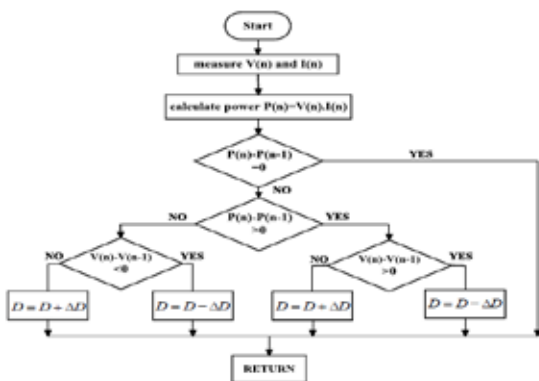 Start
measure V(n) and I(n)
calculate power P(n)=V(n).I(n)
P(n)-P(n-1)
=0
YES
NO
NO
P(n)-P(n-1)
>0
YES
NO
V(n)-V(n-1)
<0
YES
NO
V(n)-V(n-1)
>0
YES
D = D + ΔD
D = D − ΔD
D = D + ΔD
D = D − ΔD
RETURN